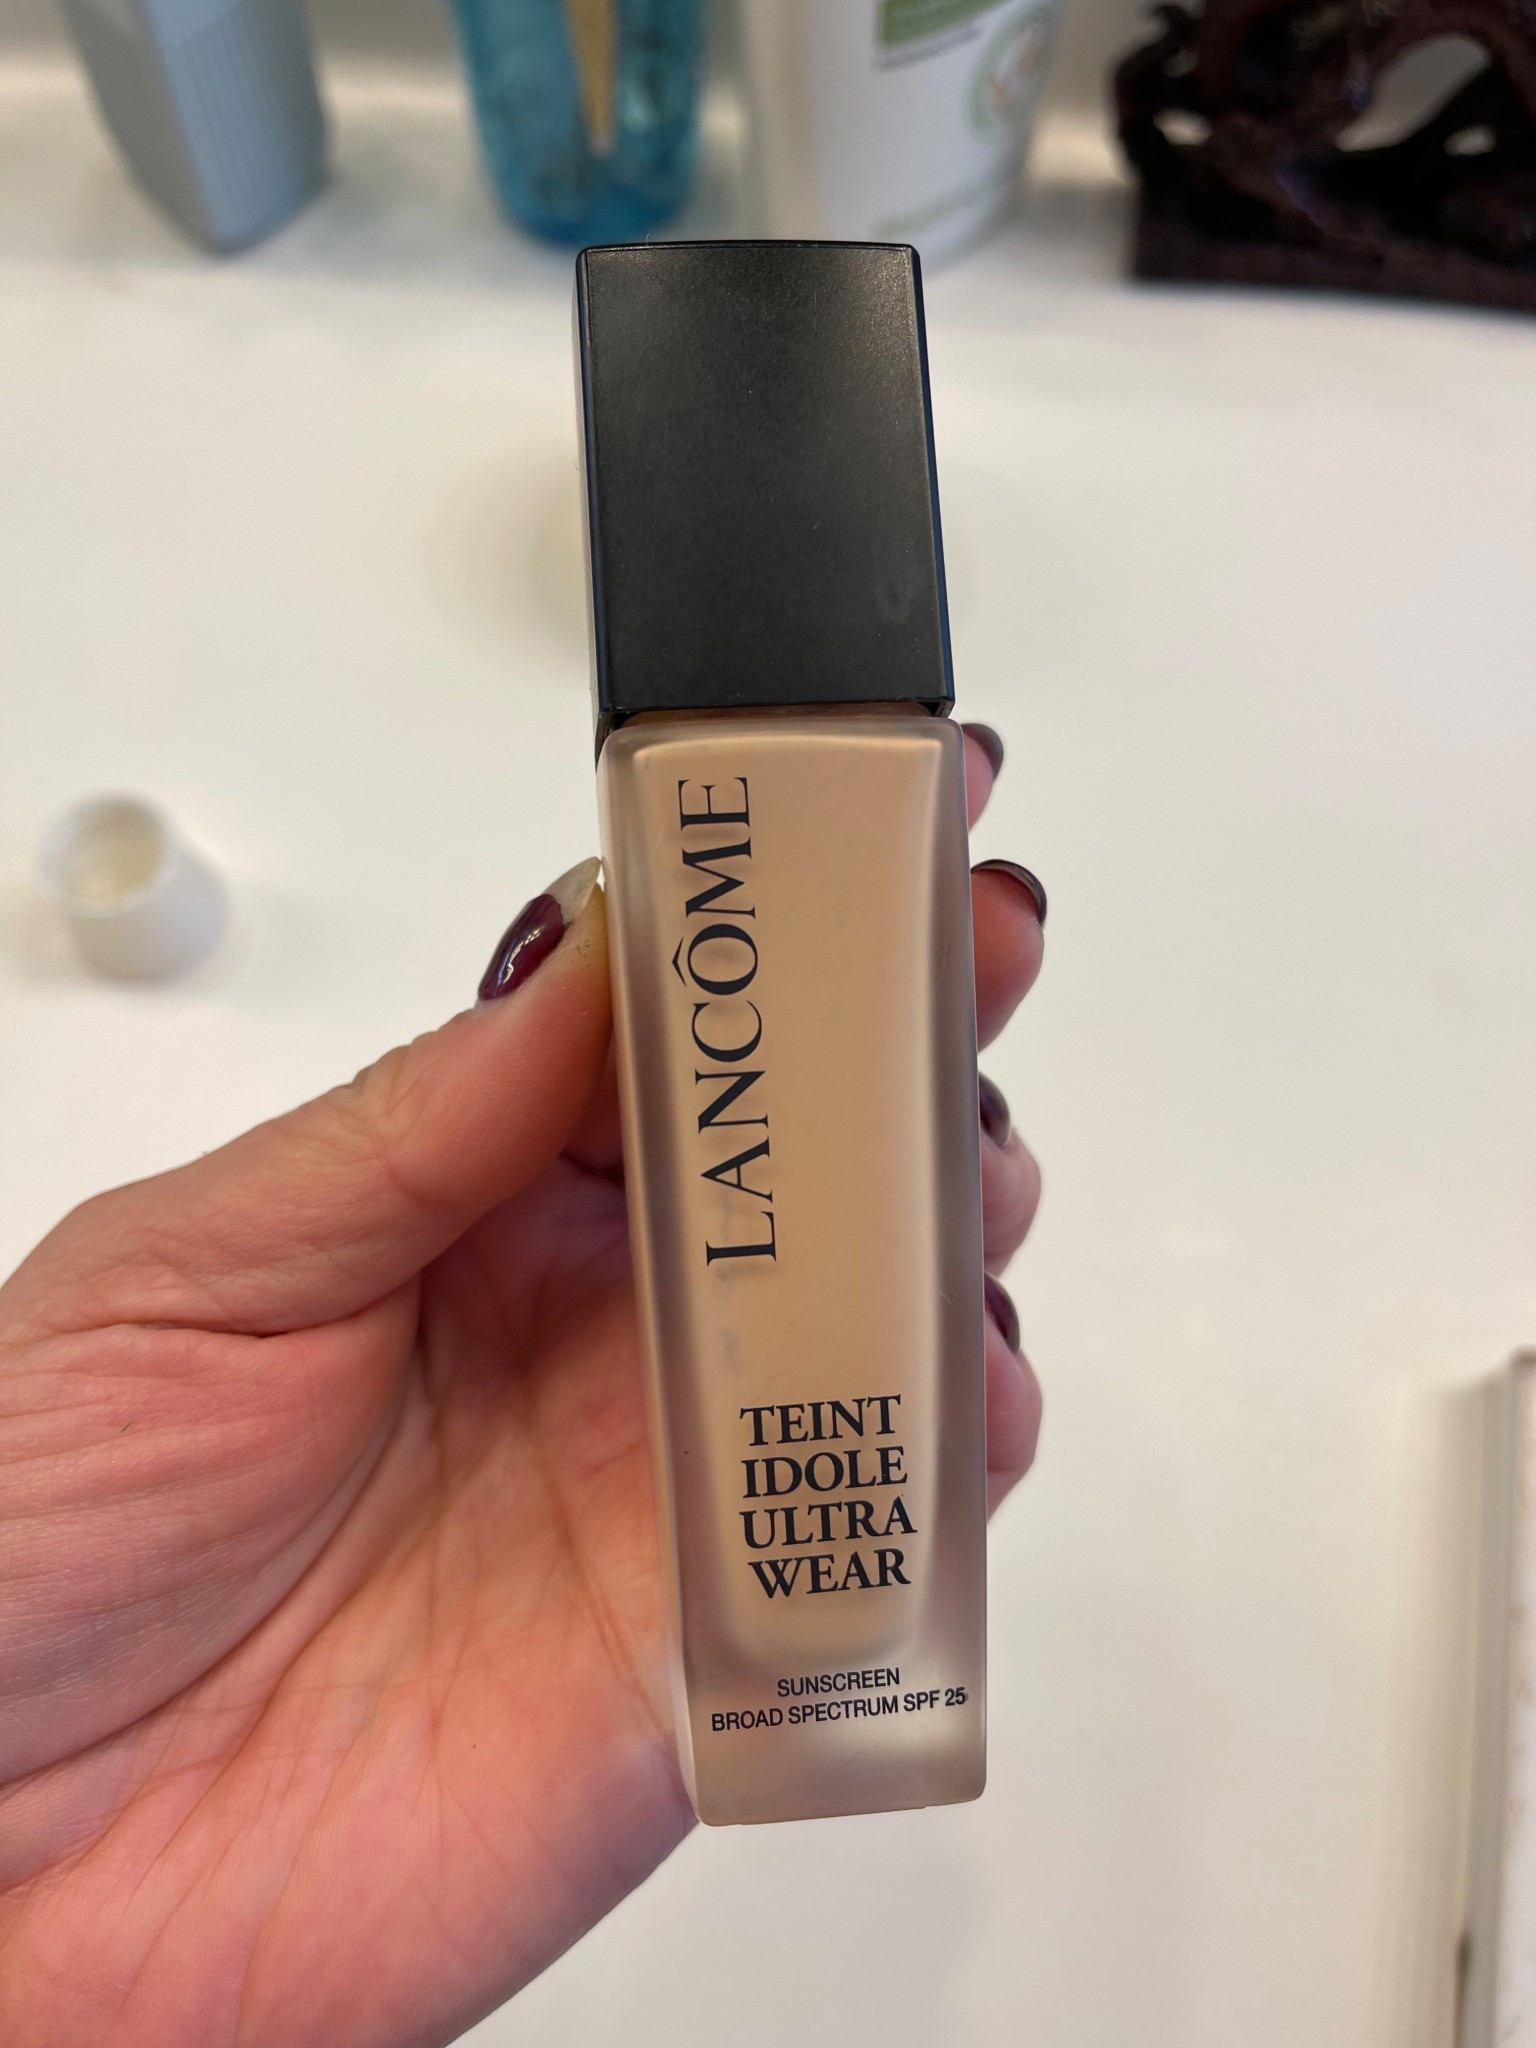 LANCÔME
TEINT
IDOLE
ULTRA
WEAR
SUNSCREEN
BROAD SPECTRUM SPF 25